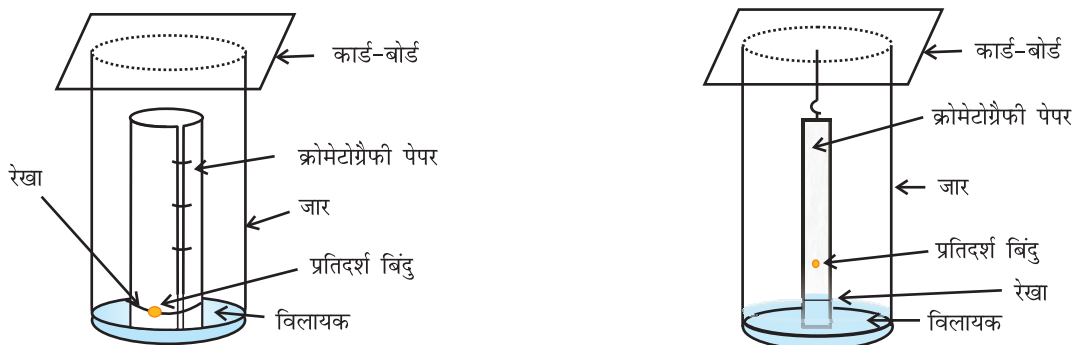 कार्ड-बोर्ड
क्रोमेटोग्रैफी पेपर
रेखा
जार
प्रतिदर्श बिंदु
विलायक
कार्ड-बोर्ड
क्रोमेटोग्रैफी पेपर
जार
प्रतिदर्श बिंदु
रेखा
विलायक